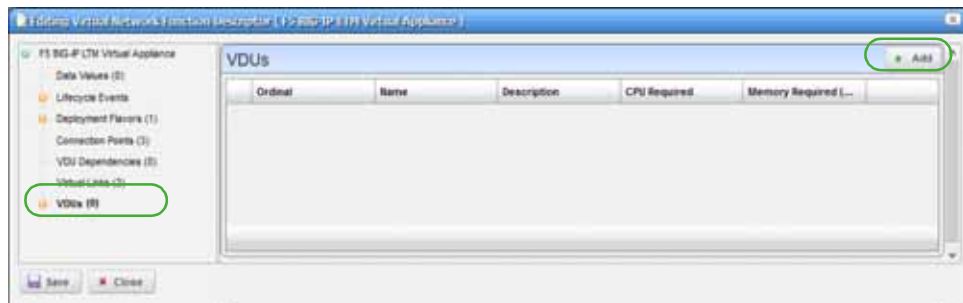 Editing Virtual Network Function Descriptor ( F5 BIG-IP LTM Virtual Appliance )
F5 BIG-IP LTM Virtual Appliance
Data Values (0)
Lifecycle Events
Deployment Flavors (1)
Connection Points (3)
VDU Dependencies (0)
Virtual Links (3)
VDUs (0)
VDUs
Add
Ordinal Name Description CPU Required Memory Required (...
Save Close